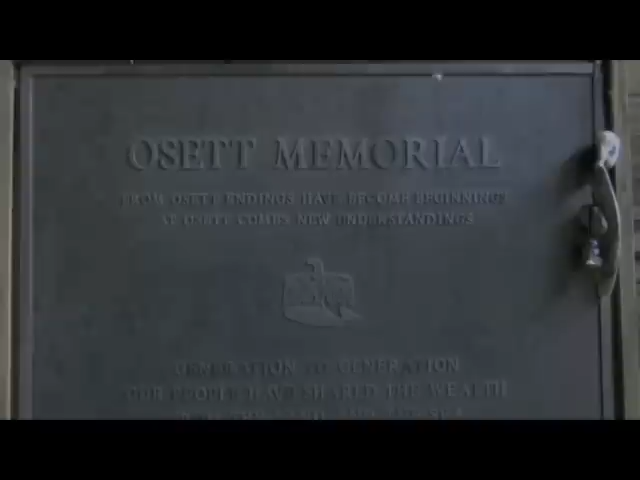 OSETT MEMORIAL
FROM OSETT ENDINGS HAVE BECOME BEGINNINGS
AT OSETT COMES NEW UNDERSTANDINGS
GENERATION TO GENERATION
OUR PEOPLE HAVE SHARED THE WEALTH